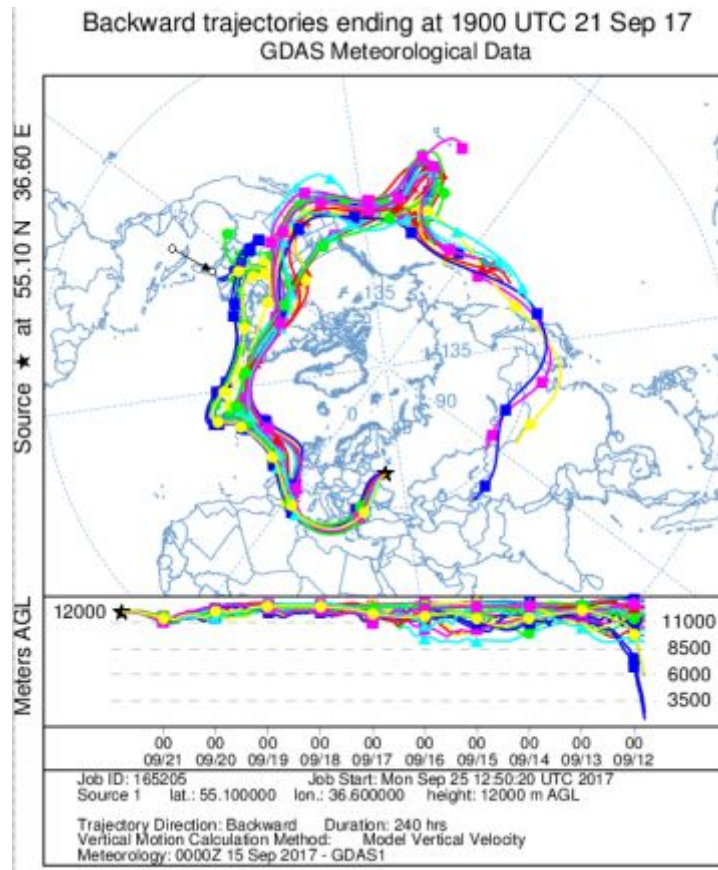 Backward trajectories ending at 1900 UTC 21 Sep 17
GDAS Meteorological Data
Source ★ at 55.10 N 36.60 E
135
135
90
0
Meters AGL
12000
11000
8500
6000
3500
00 00 00 00 00 00 00 00 00 00
09/21 09/20 09/19 09/18 09/17 09/16 09/15 09/14 09/13 09/12
Job ID: 165205 Job Start: Mon Sep 25 12:50:20 UTC 2017
Source 1 lat.: 55.100000 lon.: 36.600000 height: 12000 m AGL
Trajectory Direction: Backward Duration: 240 hrs
Vertical Motion Calculation Method: Model Vertical Velocity
Meteorology: 0000Z 15 Sep 2017 - GDAS1